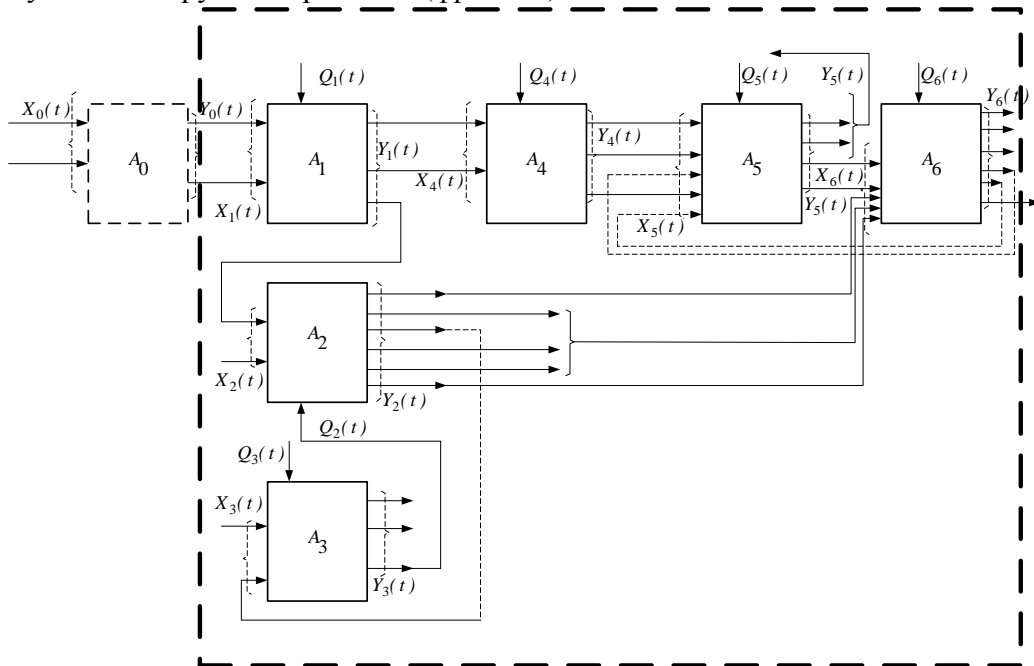 Q₁(t)
Q₄(t)
Q₅(t)
Y₅(t)
Q₆(t)
X₀(t)
Y₀(t)
Y₆(t)
A₀
A₁
Y₁(t)
A₄
Y₄(t)
A₅
A₆
X₁(t)
X₄(t)
X₅(t)
X₆(t)
Y₅(t)
A₂
X₂(t)
Y₂(t)
Q₂(t)
Q₃(t)
X₃(t)
A₃
Y₃(t)